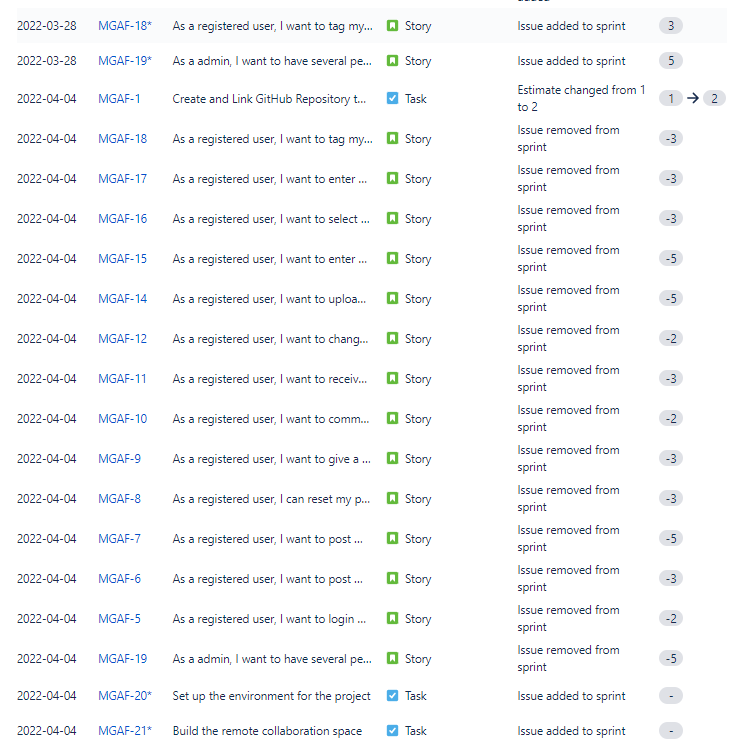 2022-03-28 MGAF-18* As a registered user, I want to tag my... Story Issue added to sprint 3
2022-03-28 MGAF-19* As a admin, I want to have several pe... Story Issue added to sprint 5
2022-04-04 MGAF-1 Create and Link GitHub Repository t... Task Estimate changed from 1 to 2 1 → 2
2022-04-04 MGAF-18 As a registered user, I want to tag my... Story Issue removed from sprint -3
2022-04-04 MGAF-17 As a registered user, I want to enter ... Story Issue removed from sprint -3
2022-04-04 MGAF-16 As a registered user, I want to select ... Story Issue removed from sprint -3
2022-04-04 MGAF-15 As a registered user, I want to enter ... Story Issue removed from sprint -5
2022-04-04 MGAF-14 As a registered user, I want to uploa... Story Issue removed from sprint -5
2022-04-04 MGAF-12 As a registered user, I want to chang... Story Issue removed from sprint -2
2022-04-04 MGAF-11 As a registered user, I want to receiv... Story Issue removed from sprint -3
2022-04-04 MGAF-10 As a registered user, I want to comm... Story Issue removed from sprint -2
2022-04-04 MGAF-9 As a registered user, I want to give a ... Story Issue removed from sprint -3
2022-04-04 MGAF-8 As a registered user, I can reset my p... Story Issue removed from sprint -3
2022-04-04 MGAF-7 As a registered user, I want to post ... Story Issue removed from sprint -5
2022-04-04 MGAF-6 As a registered user, I want to post ... Story Issue removed from sprint -3
2022-04-04 MGAF-5 As a registered user, I want to login ... Story Issue removed from sprint -2
2022-04-04 MGAF-19 As a admin, I want to have several pe... Story Issue removed from sprint -5
2022-04-04 MGAF-20* Set up the environment for the project Task Issue added to sprint -
2022-04-04 MGAF-21* Build the remote collaboration space Task Issue added to sprint -